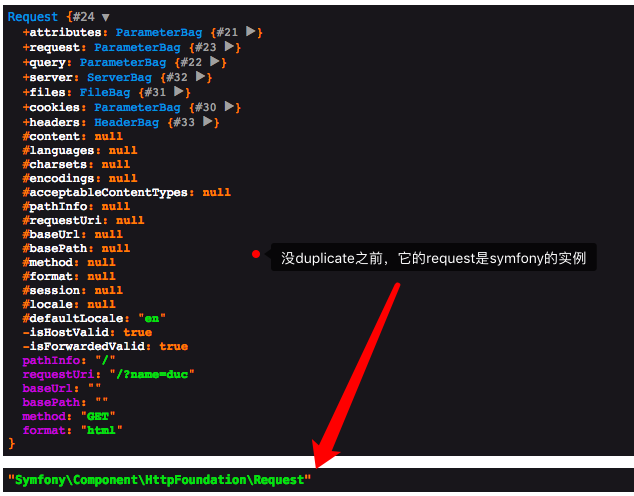 Request {#24 ▼
+attributes: ParameterBag {#21 ▶}
+request: ParameterBag {#23 ▶}
+query: ParameterBag {#22 ▶}
+server: ServerBag {#32 ▶}
+files: FileBag {#31 ▶}
+cookies: ParameterBag {#30 ▶}
+headers: HeaderBag {#33 ▶}
#content: null
#languages: null
#charsets: null
#encodings: null
#acceptableContentTypes: null
#pathInfo: null
#requestUri: null
#baseUrl: null
#basePath: null
#method: null
#format: null
#session: null
#locale: null
#defaultLocale: "en"
-isHostValid: true
-isForwardedValid: true
pathInfo: "/"
requestUri: "/?name=duc"
baseUrl: ""
basePath: ""
method: "GET"
format: "html"
}
没duplicate之前，它的request是symfony的实例
"Symfony\Component\HttpFoundation\Request"